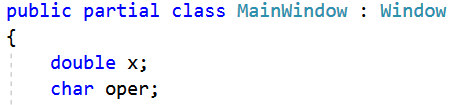 public partial class MainWindow : Window
{
    double x;
    char oper;